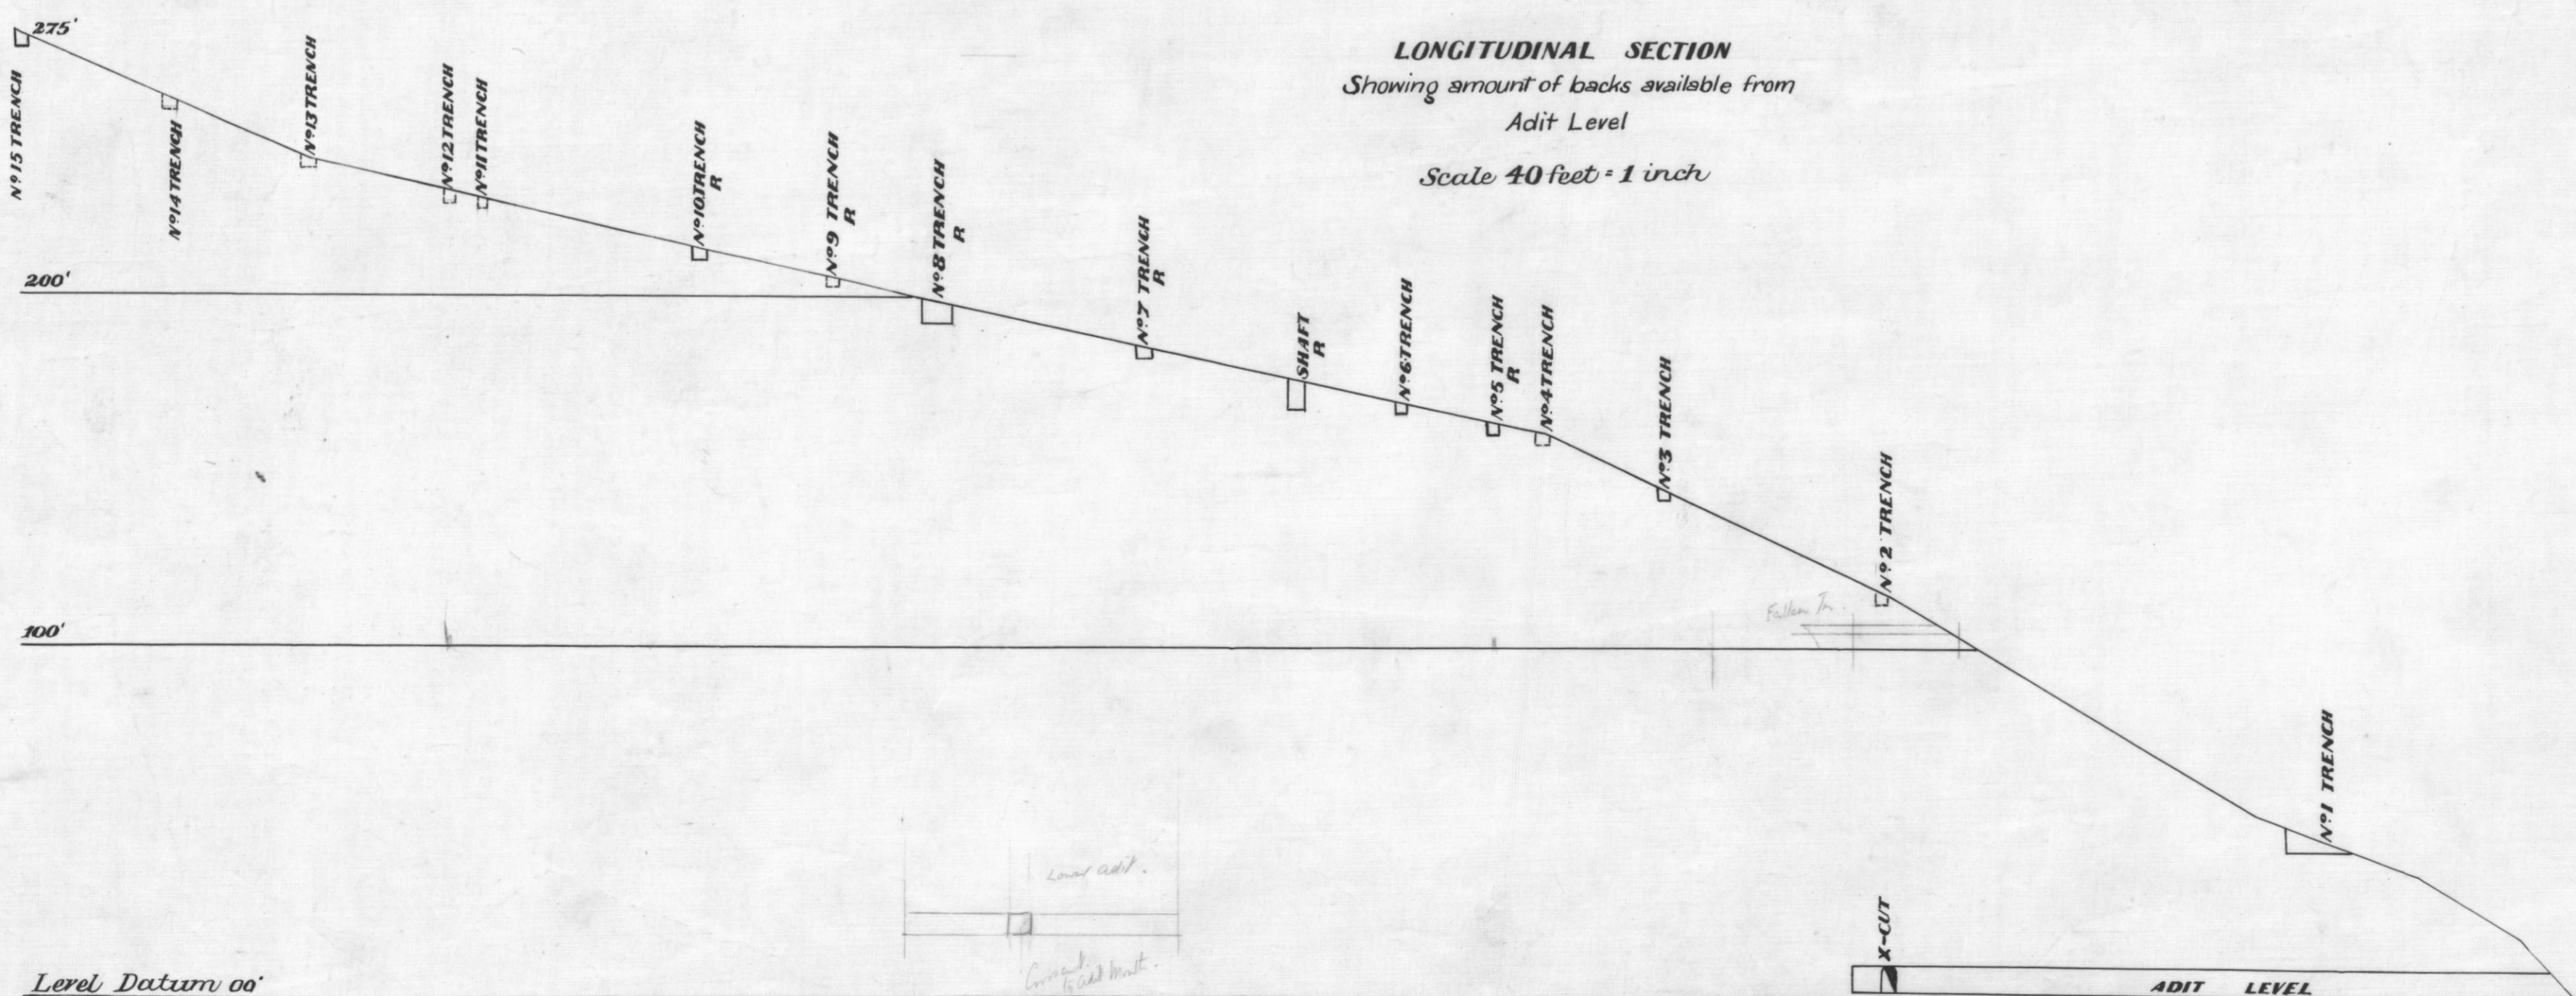 LONGITUDINAL SECTION
Showing amount of backs available from
Adit Level
Scale 40 feet = 1 inch
275'
Nº 15 TRENCH
Nº 14 TRENCH
Nº 13 TRENCH
Nº 12 TRENCH
Nº 11 TRENCH
Nº 10 TRENCH
R
Nº 9 TRENCH
R
Nº 8 TRENCH
R
200'
Nº 7 TRENCH
R
SHAFT
R
Nº 6 TRENCH
Nº 5 TRENCH
R
Nº 4 TRENCH
Nº 3 TRENCH
Nº 2 TRENCH
Fallen In.
100'
Nº 1 TRENCH
Lower adit.
to adit
X-CUT
Level Datum 00'
ADIT LEVEL